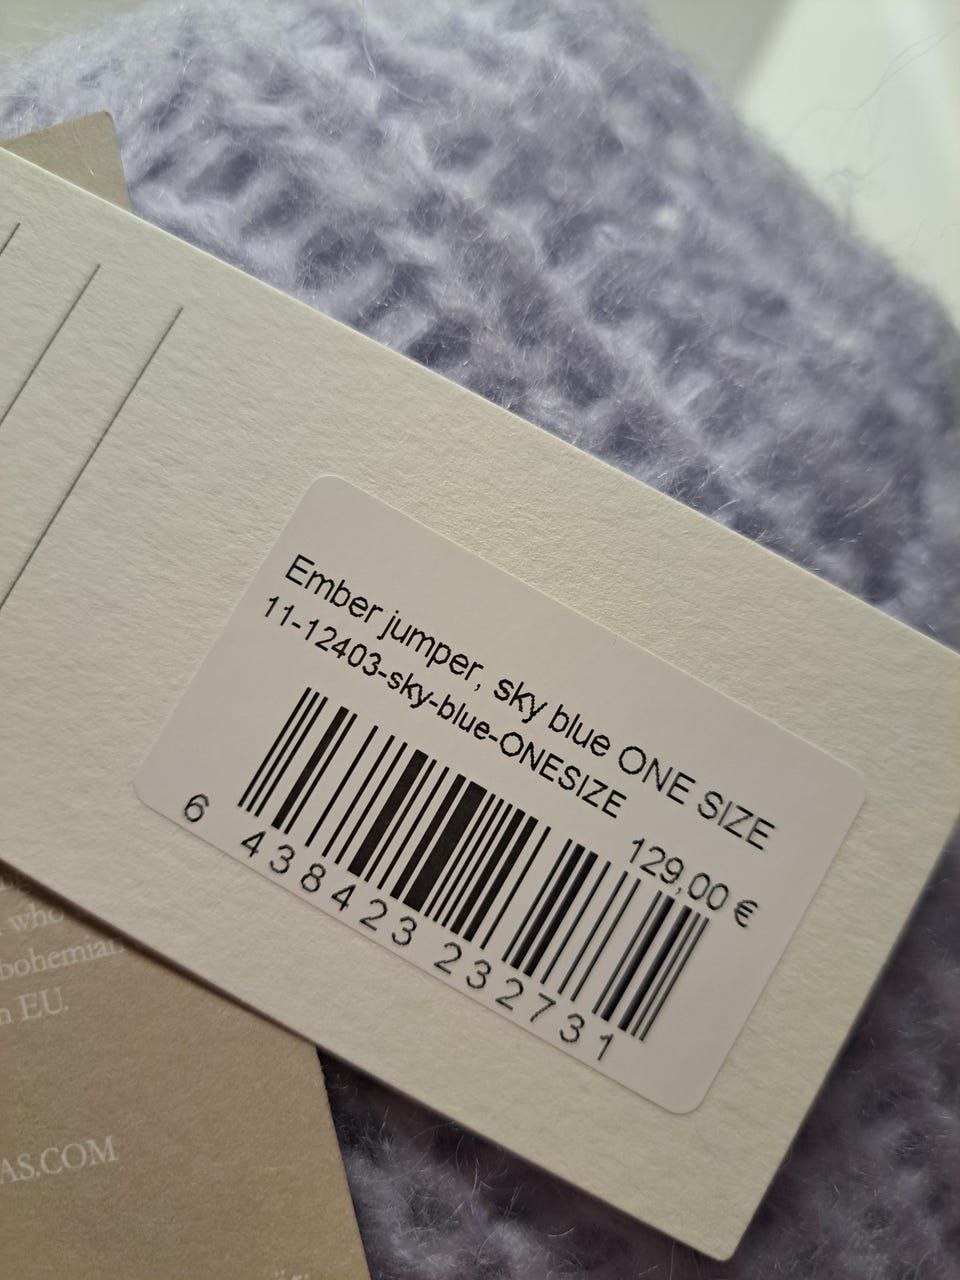 Ember jumper, sky blue ONE SIZE
11-12403-sky-blue-ONESIZE
129,00 €
6 438423 232731
who
bohemian
EU.
AS.COM